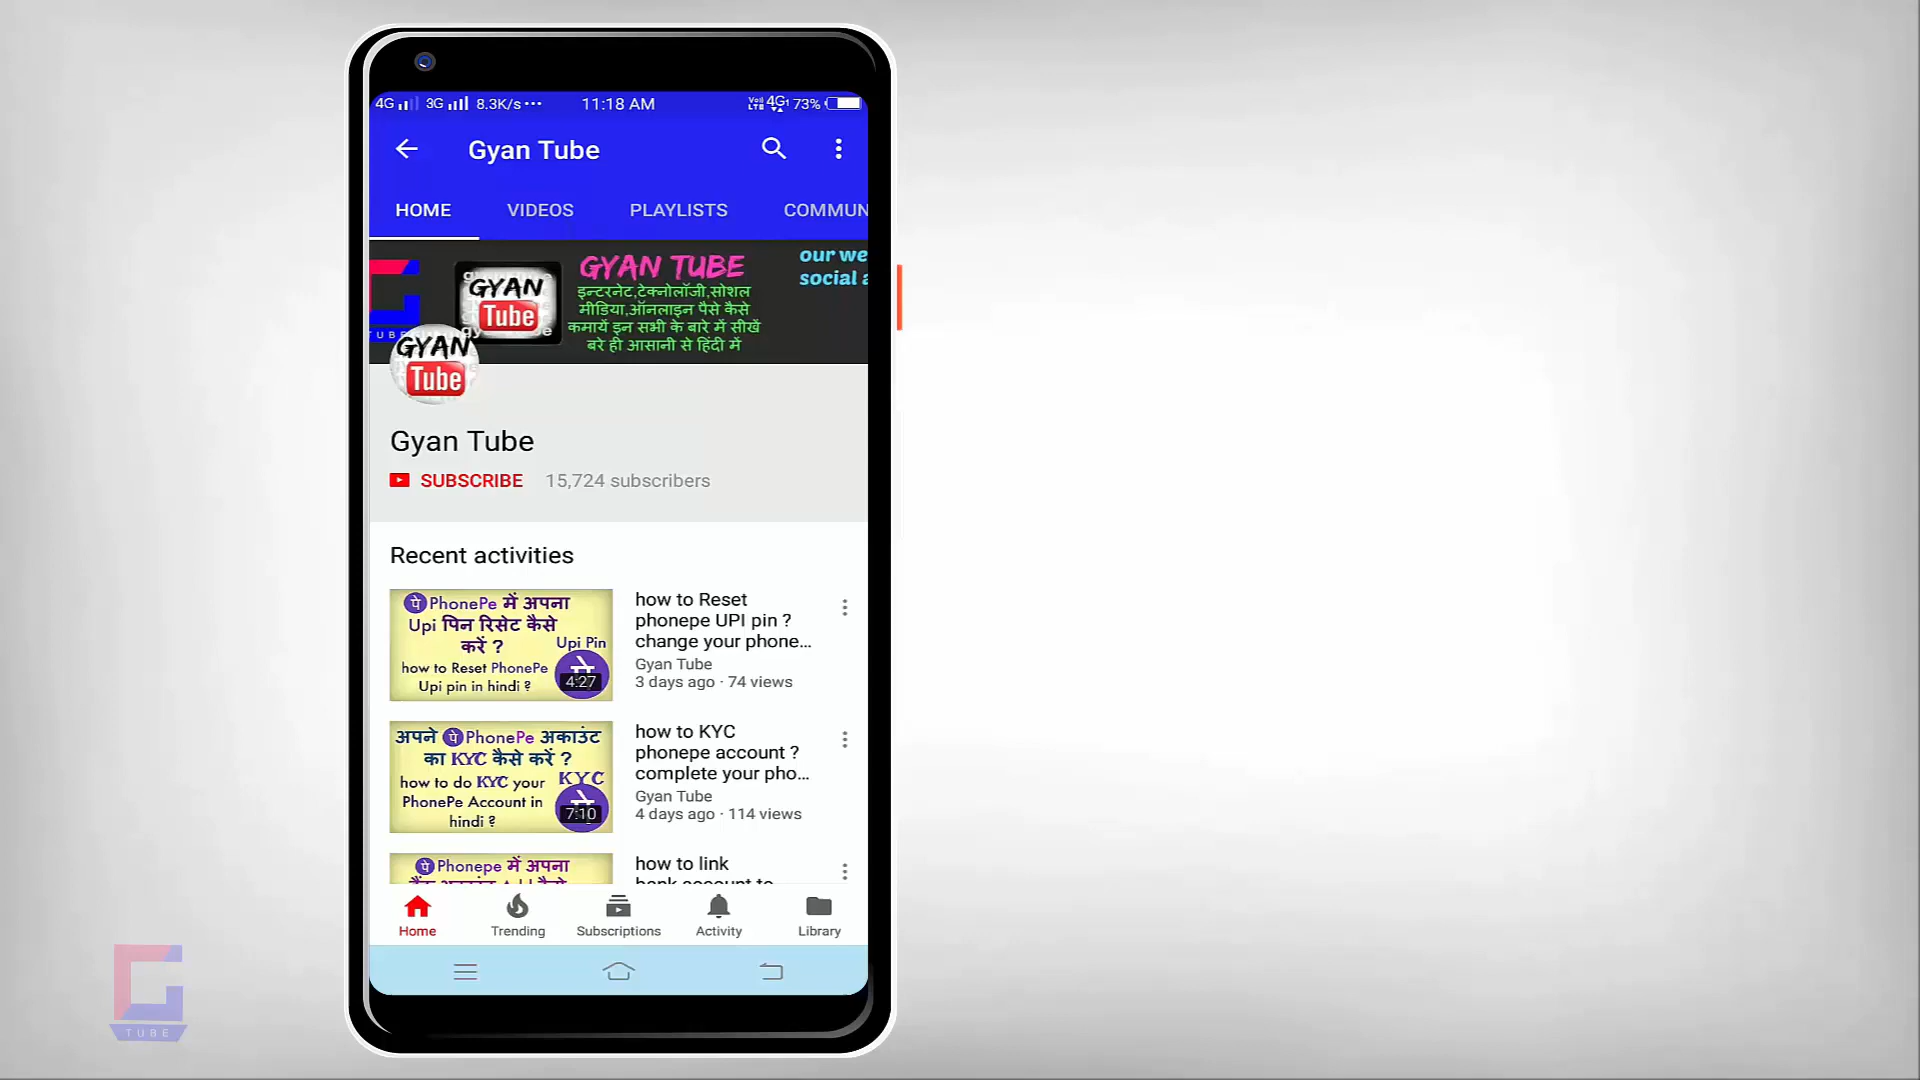 4G 3G 8.3K/s ··· 11:18 AM VoLTE 4G 73%
Gyan Tube
HOME VIDEOS PLAYLISTS COMMUN
GYAN TUBE
इन्टरनेट,टेक्नोलॉजी,सोशल
मीडिया,ऑनलाइन पैसे कैसे
कमायें इन सभी के बारे में सीखें
बरे ही आसानी से हिंदी में
our we
social a
GYAN
Tube
GYAN
Tube
Gyan Tube
SUBSCRIBE 15,724 subscribers
Recent activities
पे PhonePe में अपना
Upi पिन रिसेट कैसे
करें ?
Upi Pin
how to Reset PhonePe
Upi pin in hindi ?
4:27
how to Reset
phonepe UPI pin ?
change your phone...
Gyan Tube
3 days ago · 74 views
अपने पे PhonePe अकाउंट
का KYC कैसे करें ?
how to do KYC your
PhonePe Account in
hindi ?
KYC
7:10
how to KYC
phonepe account ?
complete your pho...
Gyan Tube
4 days ago · 114 views
पे Phonepe में अपना
how to link
bank account to
Home Trending Subscriptions Activity Library
TUBE